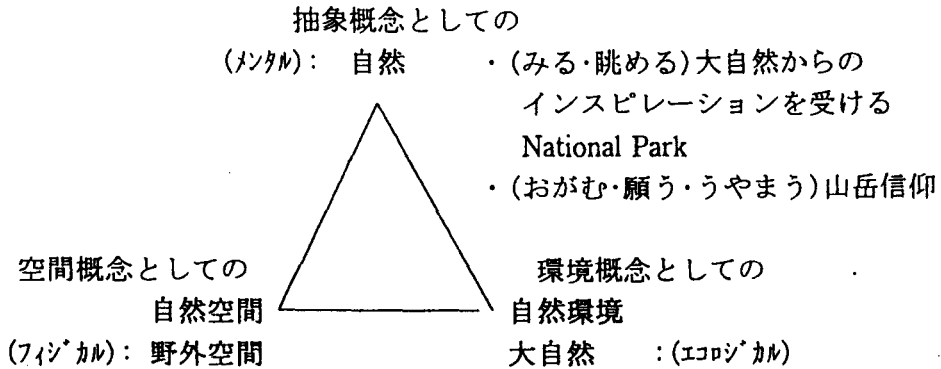 抽象概念としての
(ﾒﾝﾀﾙ)： 自然 ・(みる･眺める)大自然からの
インスピレーションを受ける
National Park
・(おがむ･願う･うやまう)山岳信仰
空間概念としての 環境概念としての
自然空間 自然環境
(ﾌｨｼﾞｶﾙ)： 野外空間 大自然 ：(ｴｺﾛｼﾞｶﾙ)